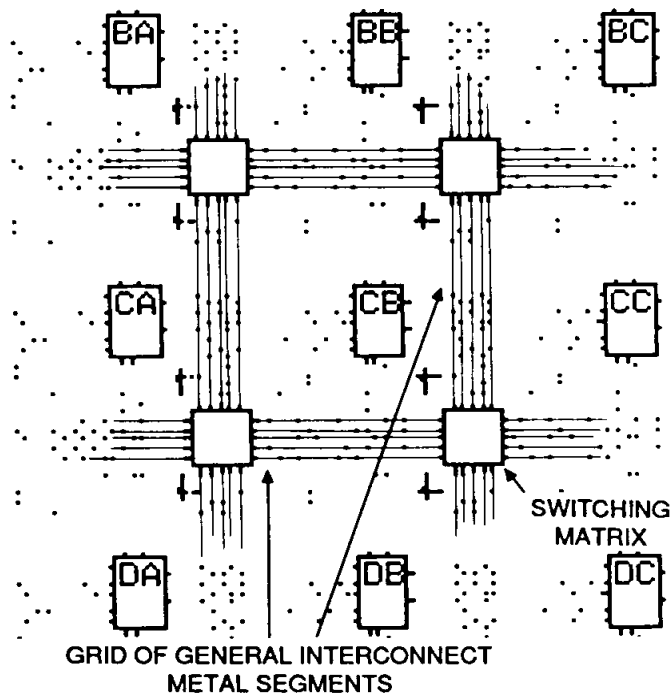 BA BB BC
CA CB CC
SWITCHING
MATRIX
DA DB DC
GRID OF GENERAL INTERCONNECT
METAL SEGMENTS